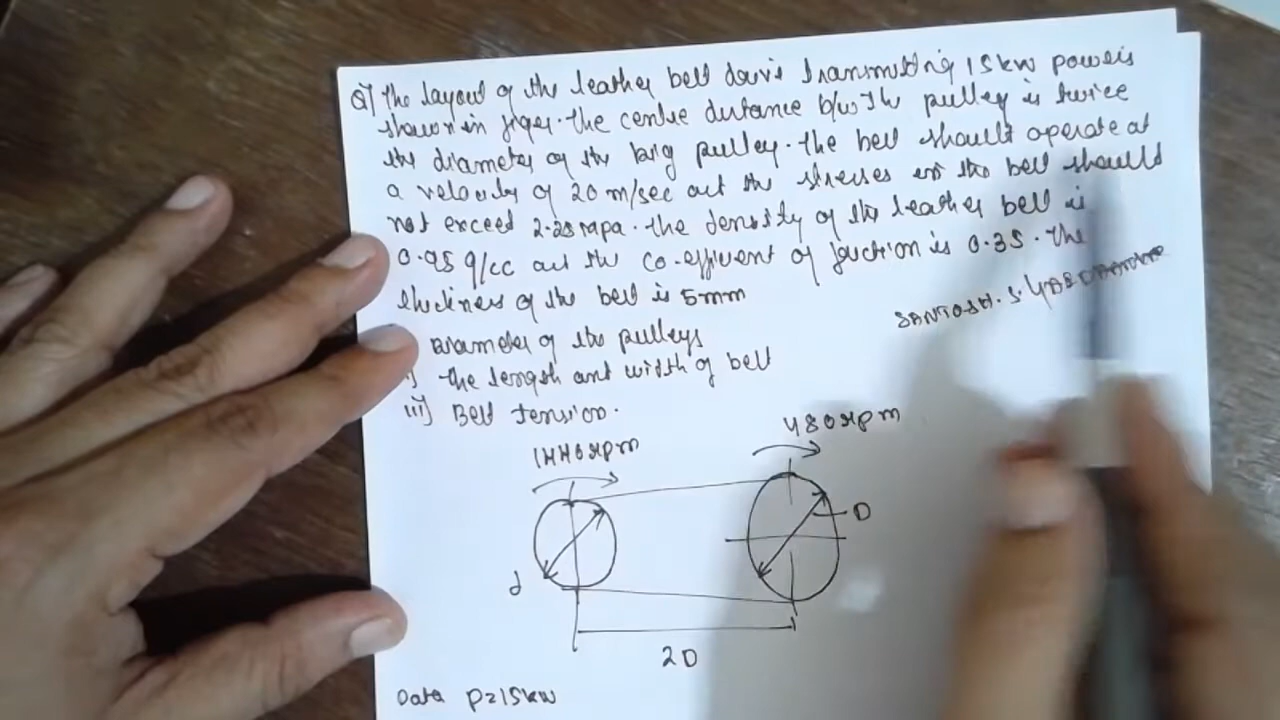 Q) The layout of the leather belt drive transmitting 15kw power is
shown in figer. The centre distance b/w the pulley is twice
the diameter of the big pulley. The belt should operate at
a velocity of 20 m/sec and the stresses in the belt should
not exceed 2.25 mpa. The density of the leather belt is
0.95 g/cc and the co-efficient of friction is 0.35. The
thickness of the belt is 5mm
SANTOSH.S.
Diameter of the pulleys
i) the length and width of belt
iii) Belt tension.
1440 rpm
480 rpm
D
d
2D
Data P=15kw